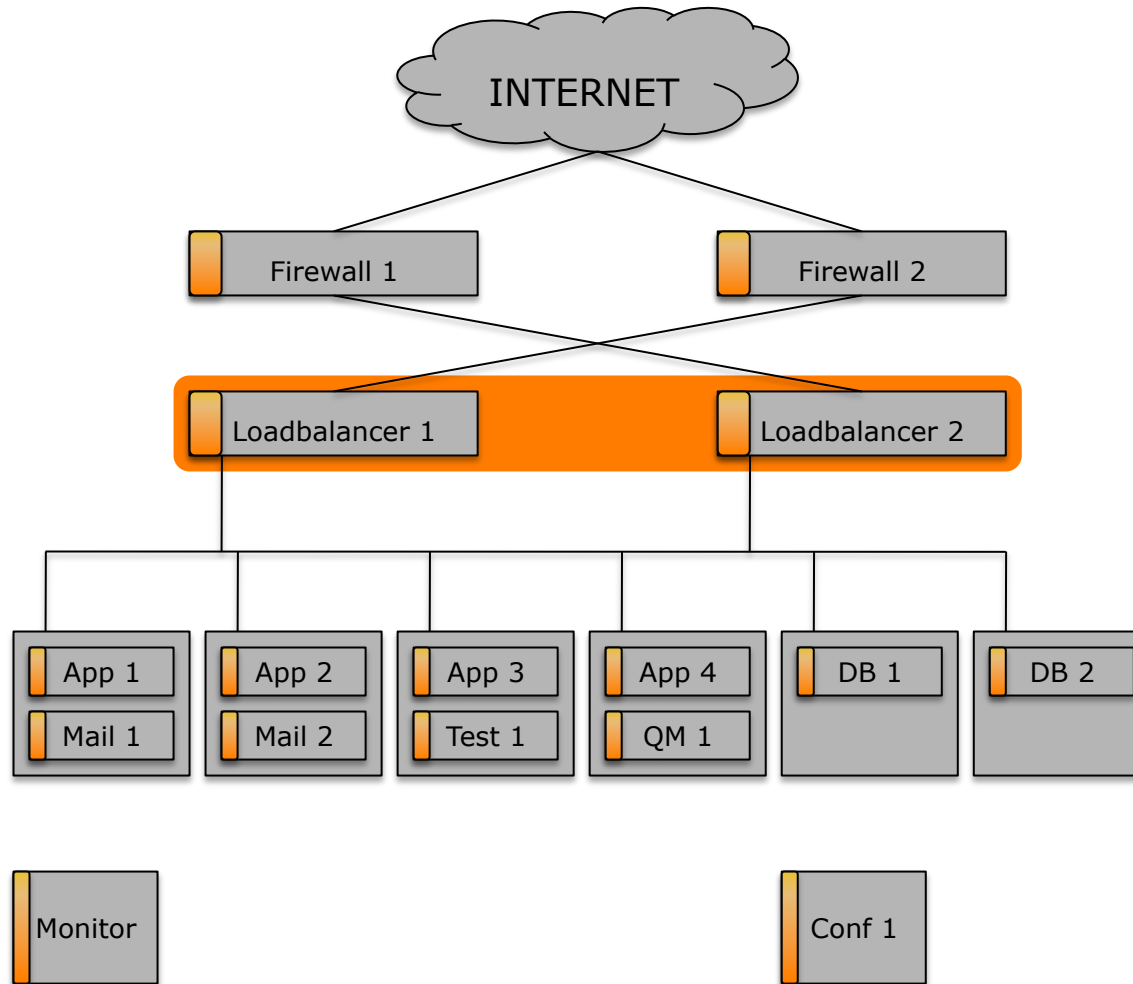 INTERNET
Firewall 1
Firewall 2
Loadbalancer 1
Loadbalancer 2
App 1
App 2
App 3
App 4
DB 1
DB 2
Mail 1
Mail 2
Test 1
QM 1
Monitor
Conf 1